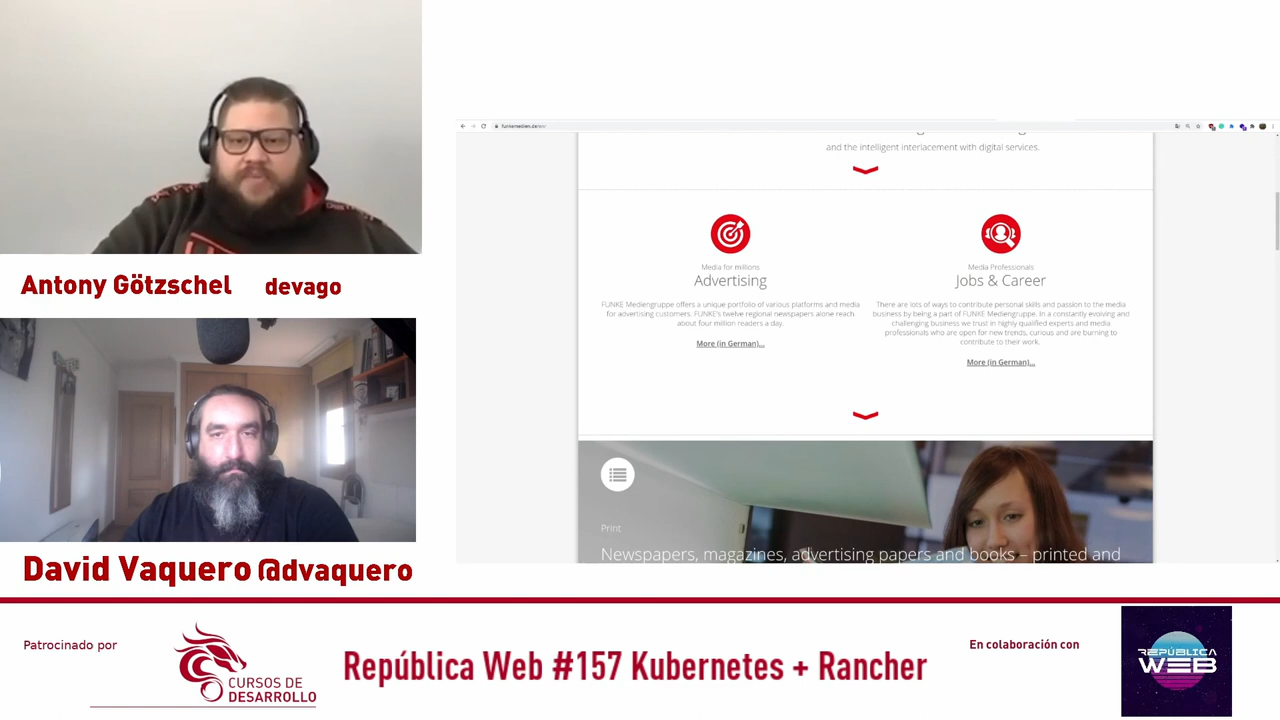 Antony Götzschel devago
David Vaquero @dvaquero
funkemedien.de/en/
and the intelligent interlacement with digital services.
Media for millions
Advertising
FUNKE Mediengruppe offers a unique portfolio of various platforms and media
for advertising customers. FUNKE's twelve regional newspapers alone reach
about four million readers a day.
More (in German)...
Media Professionals
Jobs & Career
There are lots of ways to contribute personal skills and passion to the media
business by being a part of FUNKE Mediengruppe. In a constantly evolving and
challenging business we trust in highly qualified experts and media
professionals who are open for new trends, curious and are burning to
contribute to their work.
More (in German)...
Print
Newspapers, magazines, advertising papers and books – printed and
Patrocinado por
CURSOS DE
DESARROLLO
República Web #157 Kubernetes + Rancher
En colaboración con
REPÚBLICA
WEB